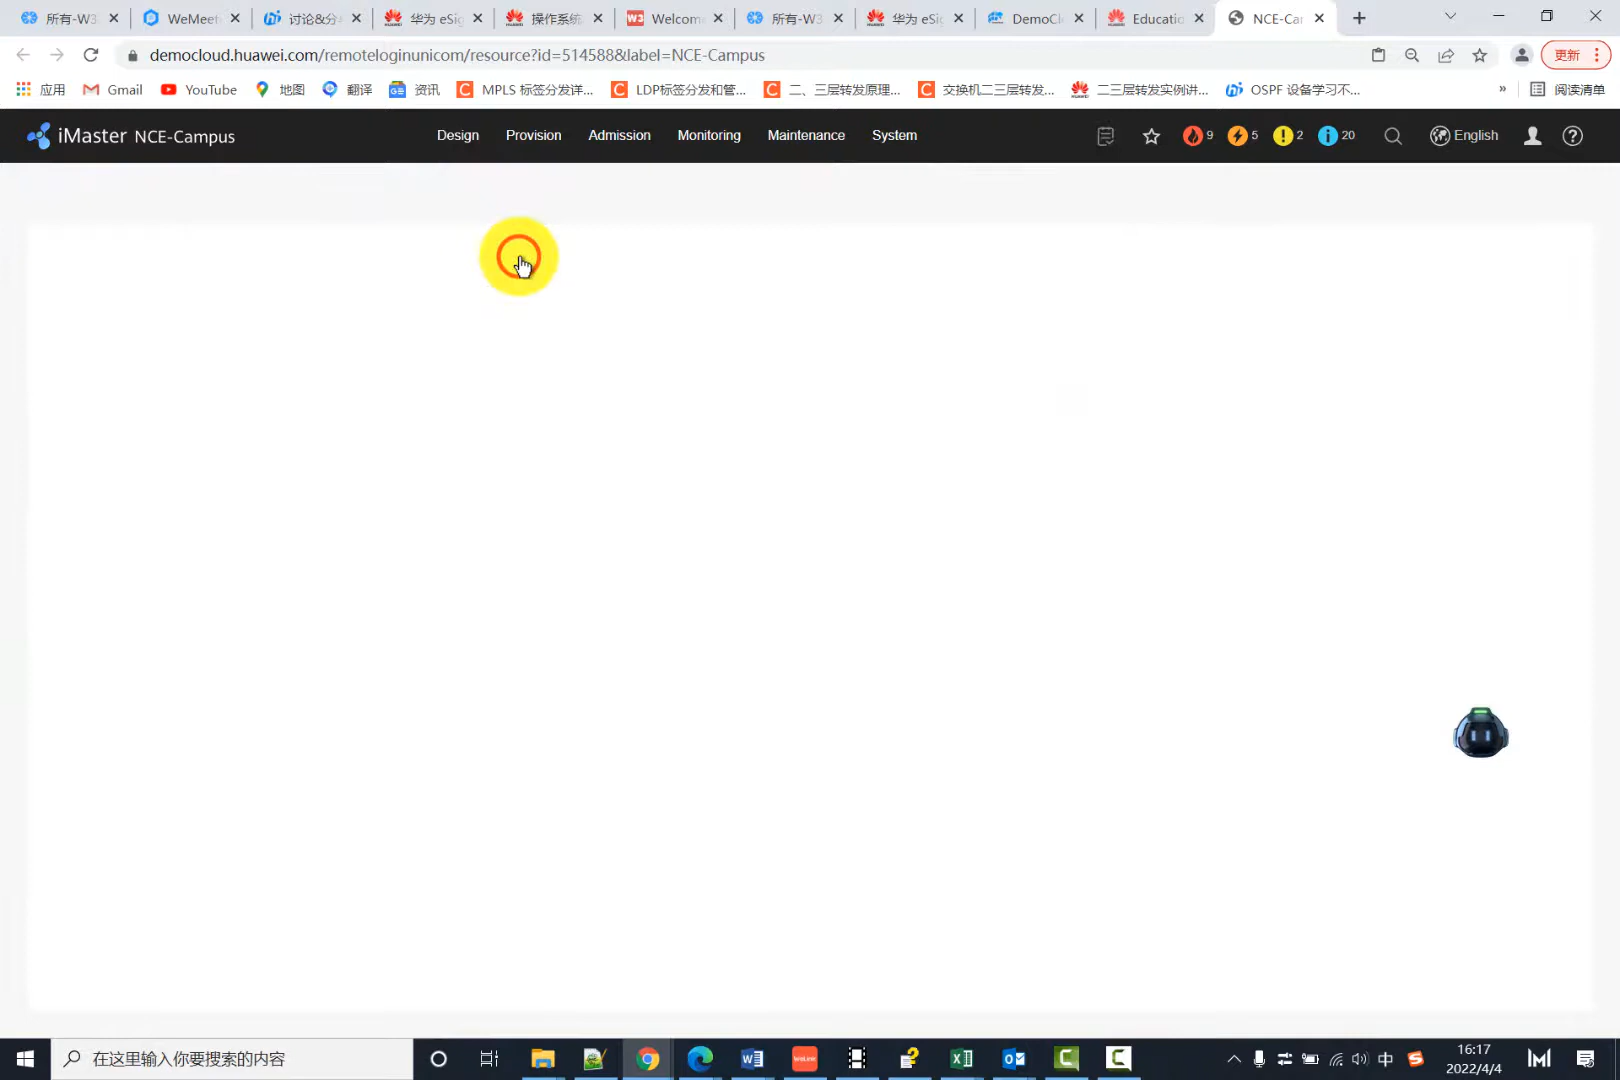 所有-W3
WeMeet
讨论&分
华为 eSig
操作系统
Welcome
所有-W3
华为 eSig
DemoClo
Educatio
NCE-Car
democloud.huawei.com/remoteloginunicom/resource?id=514588&label=NCE-Campus
更新
应用
Gmail
YouTube
地图
翻译
资讯
MPLS 标签分发详...
LDP标签分发和管...
二、三层转发原理...
交换机二三层转发...
二三层转发实例讲...
OSPF 设备学习不...
»
阅读清单
iMaster NCE-Campus
Design
Provision
Admission
Monitoring
Maintenance
System
9
5
2
20
English
在这里输入你要搜索的内容
中
16:17
2022/4/4